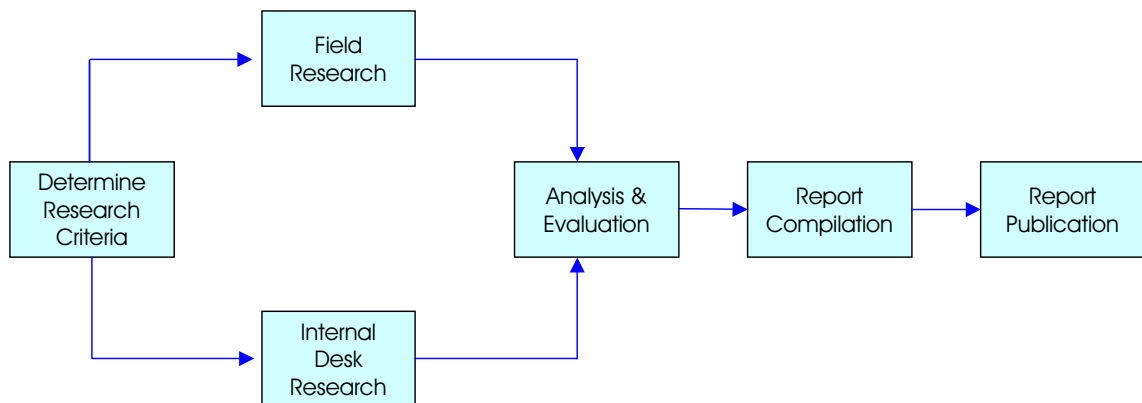 Field
Research
Determine
Research
Criteria
Analysis &
Evaluation
Report
Compilation
Report
Publication
Internal
Desk
Research